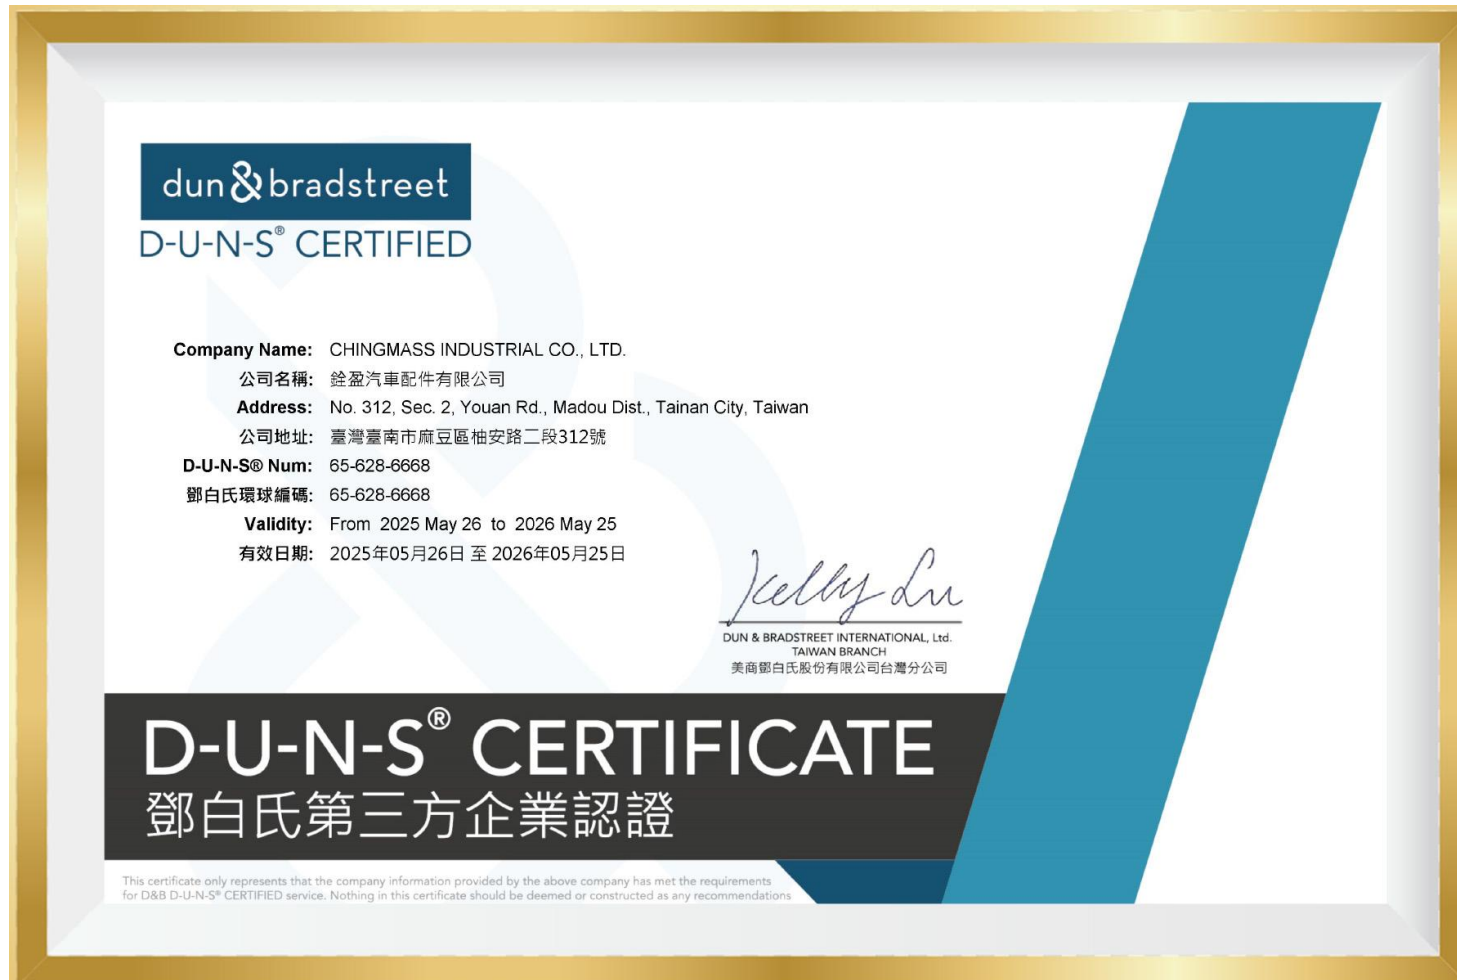 dun&bradstreet
D-U-N-S® CERTIFIED
Company Name: CHINGMASS INDUSTRIAL CO., LTD.
公司名稱: 銓盈汽車配件有限公司
Address: No. 312, Sec. 2, Youan Rd., Madou Dist., Tainan City, Taiwan
公司地址: 臺灣臺南市麻豆區柚安路二段312號
D-U-N-S® Num: 65-628-6668
鄧白氏環球編碼: 65-628-6668
Validity: From 2025 May 26 to 2026 May 25
有效日期: 2025年05月26日 至 2026年05月25日
Kelly Lu
DUN & BRADSTREET INTERNATIONAL, Ltd.
TAIWAN BRANCH
美商鄧白氏股份有限公司台灣分公司
D-U-N-S® CERTIFICATE
鄧白氏第三方企業認證
This certificate only represents that the company information provided by the above company has met the requirements
for D&B D-U-N-S® CERTIFIED service. Nothing in this certificate should be deemed or constructed as any recommendations